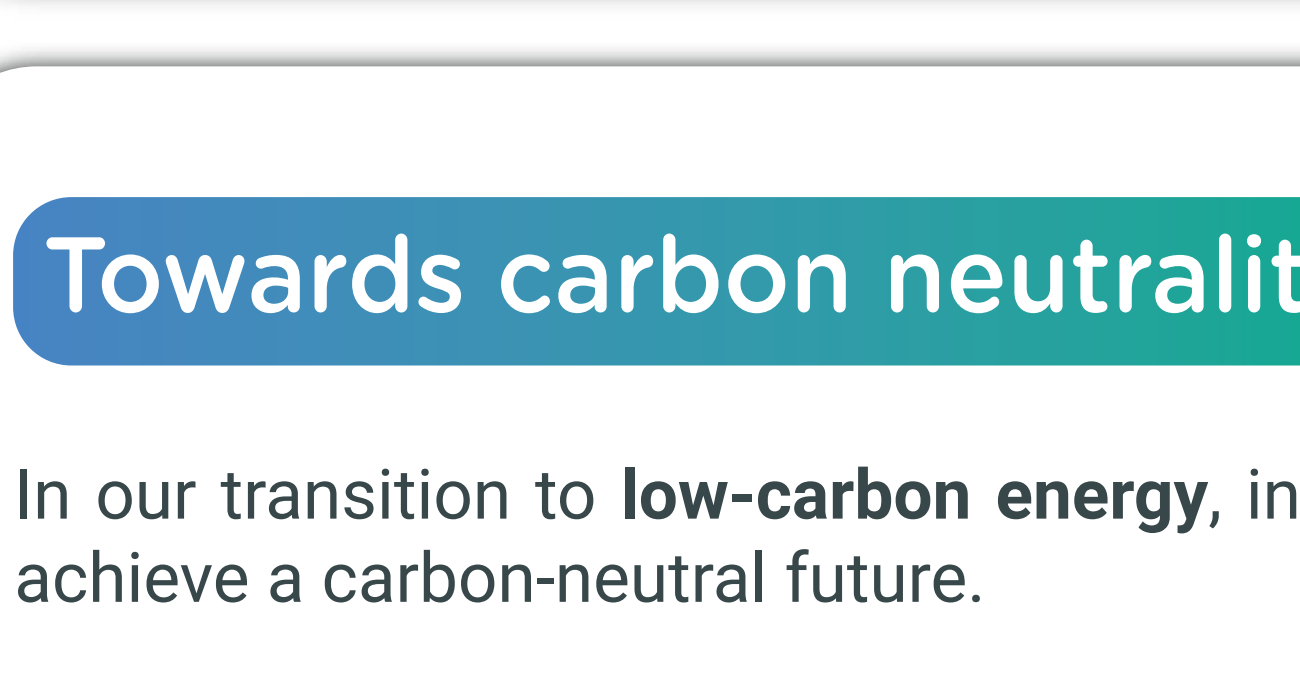 Towards carbon neutralit
In our transition to low-carbon energy, in
achieve a carbon-neutral future.